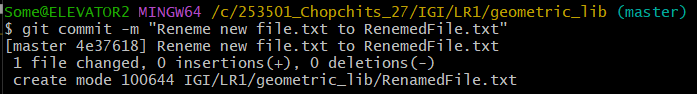 Some@ELEVATOR2 MINGW64 /c/253501_Chopchits_27/IGI/LR1/geometric_lib (master)
$ git commit -m "Reneme new file.txt to RenemedFile.txt"
[master 4e37618] Reneme new file.txt to RenemedFile.txt
 1 file changed, 0 insertions(+), 0 deletions(-)
 create mode 100644 IGI/LR1/geometric_lib/RenamedFile.txt